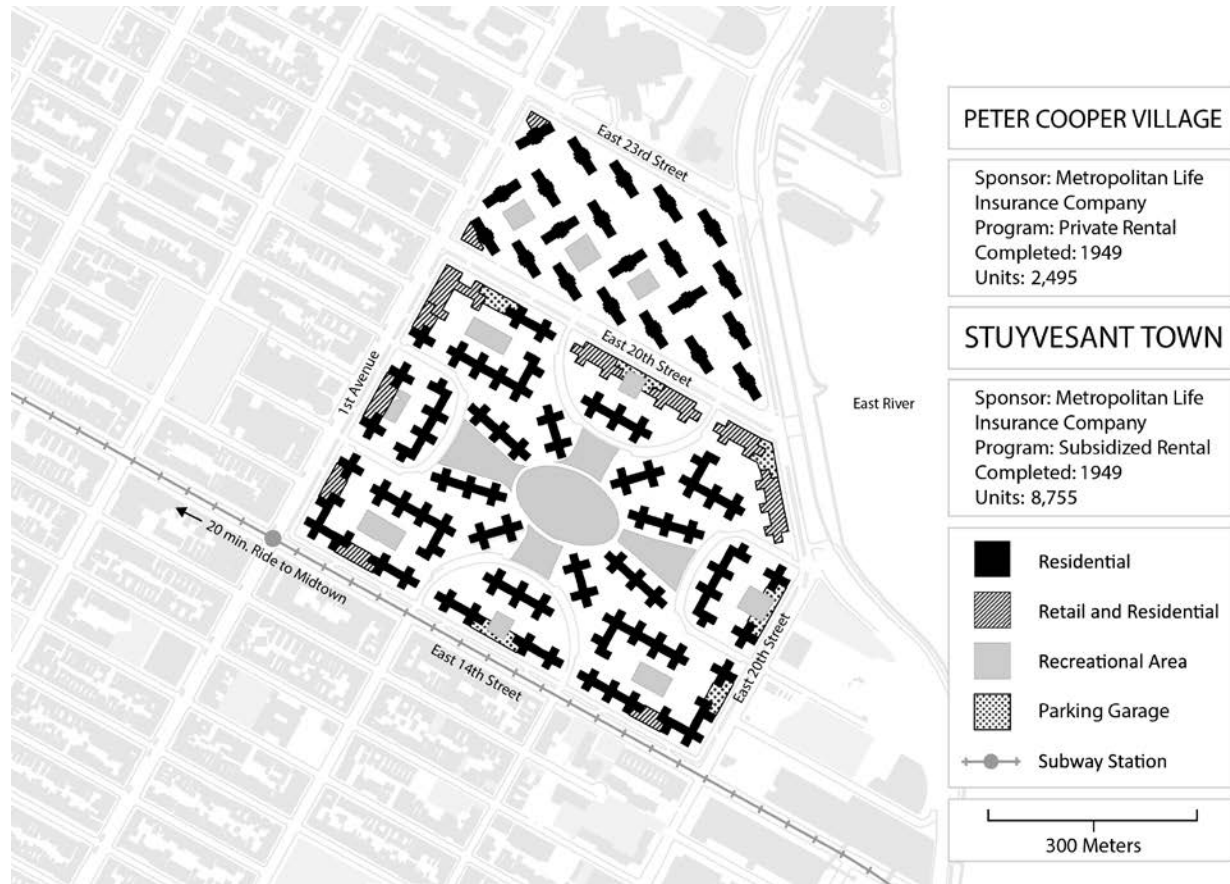 East 23rd Street
East 20th Street
1st Avenue
East River
20 min. Ride to Midtown
East 14th Street
East 20th Street
PETER COOPER VILLAGE
Sponsor: Metropolitan Life
Insurance Company
Program: Private Rental
Completed: 1949
Units: 2,495
STUYVESANT TOWN
Sponsor: Metropolitan Life
Insurance Company
Program: Subsidized Rental
Completed: 1949
Units: 8,755
Residential
Retail and Residential
Recreational Area
Parking Garage
Subway Station
300 Meters